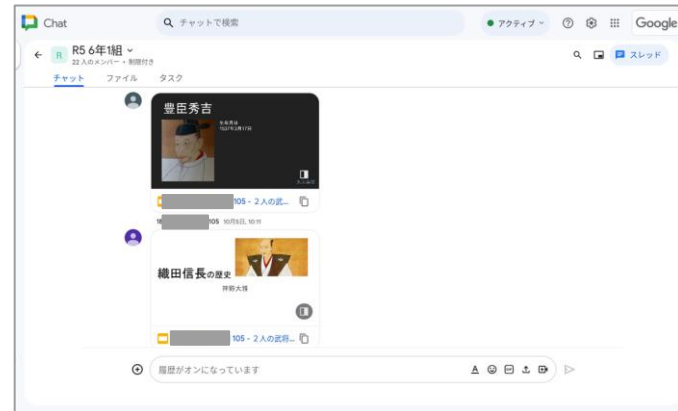 Chat
チャットで検索
アクティブ
Google
R R5 6年1組
22 人のメンバー・制限付き
チャット ファイル タスク
スレッド
豊臣秀吉
105 - 2人の武...
105 10月5日, 10:11
織田信長の歴史
105 - 2人の武将...
履歴がオンになっています